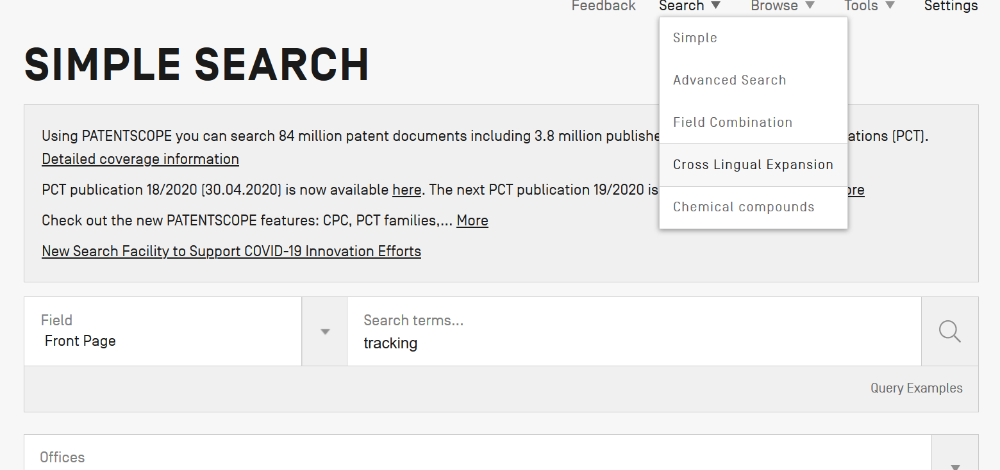 Feedback Search Browse Tools Settings
Simple
Advanced Search
Field Combination
Cross Lingual Expansion
Chemical compounds
SIMPLE SEARCH
Using PATENTSCOPE you can search 84 million patent documents including 3.8 million ations (PCT).
Detailed coverage information
PCT publication 18/2020 (30.04.2020) is now available here. The next PCT publication 19/2020 is
Check out the new PATENTSCOPE features: CPC, PCT families,... More
New Search Facility to Support COVID-19 Innovation Efforts
Field
Front Page
Search terms...
tracking
Query Examples
Offices